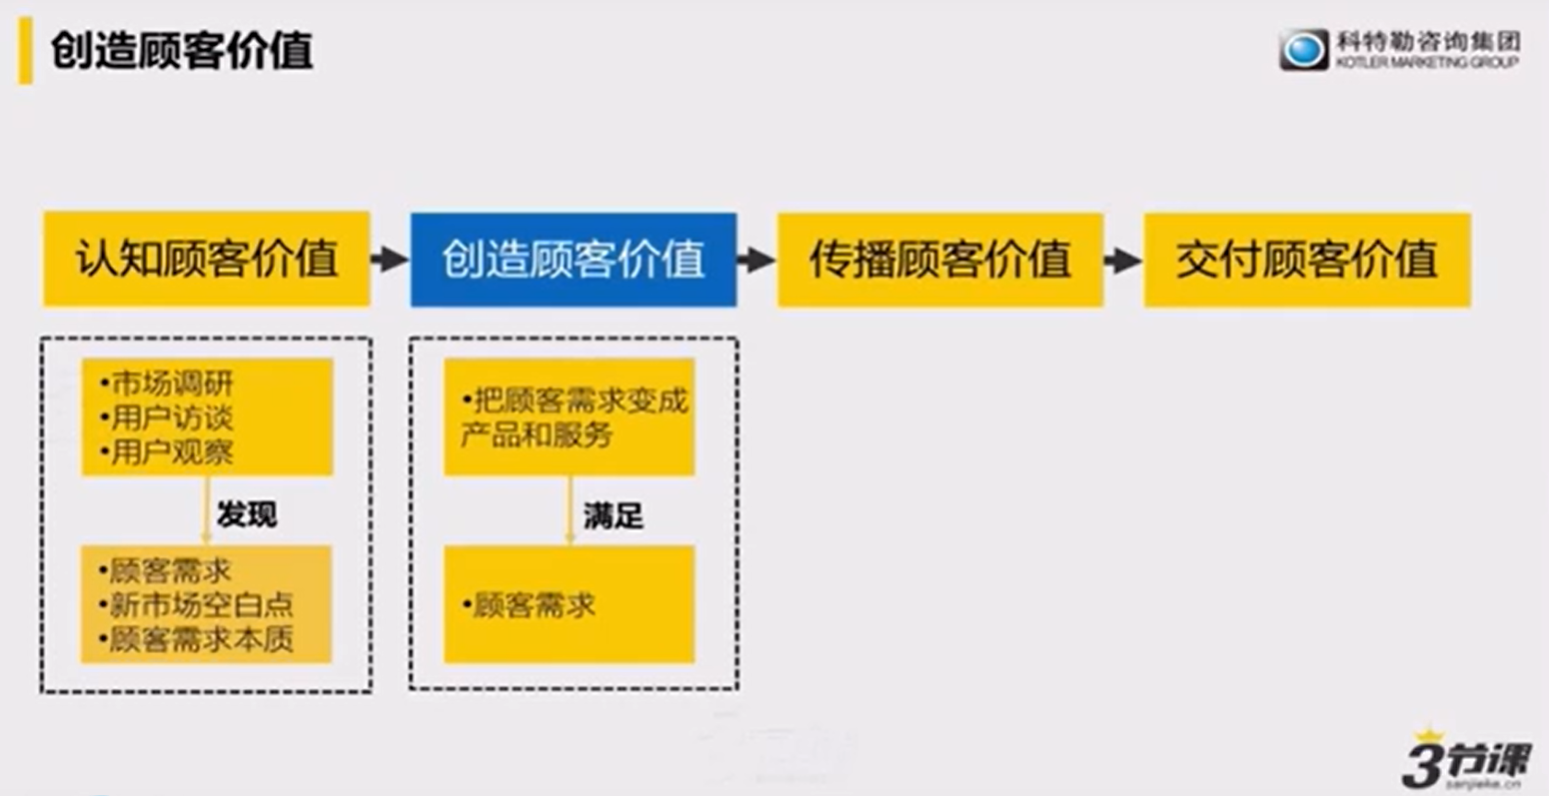 创造顾客价值
科特勒咨询集团
KOTLER MARKETING GROUP
认知顾客价值
创造顾客价值
传播顾客价值
交付顾客价值
•市场调研
•用户访谈
•用户观察
发现
•顾客需求
•新市场空白点
•顾客需求本质
•把顾客需求变成
产品和服务
满足
•顾客需求
3节课
sanjieke.cn